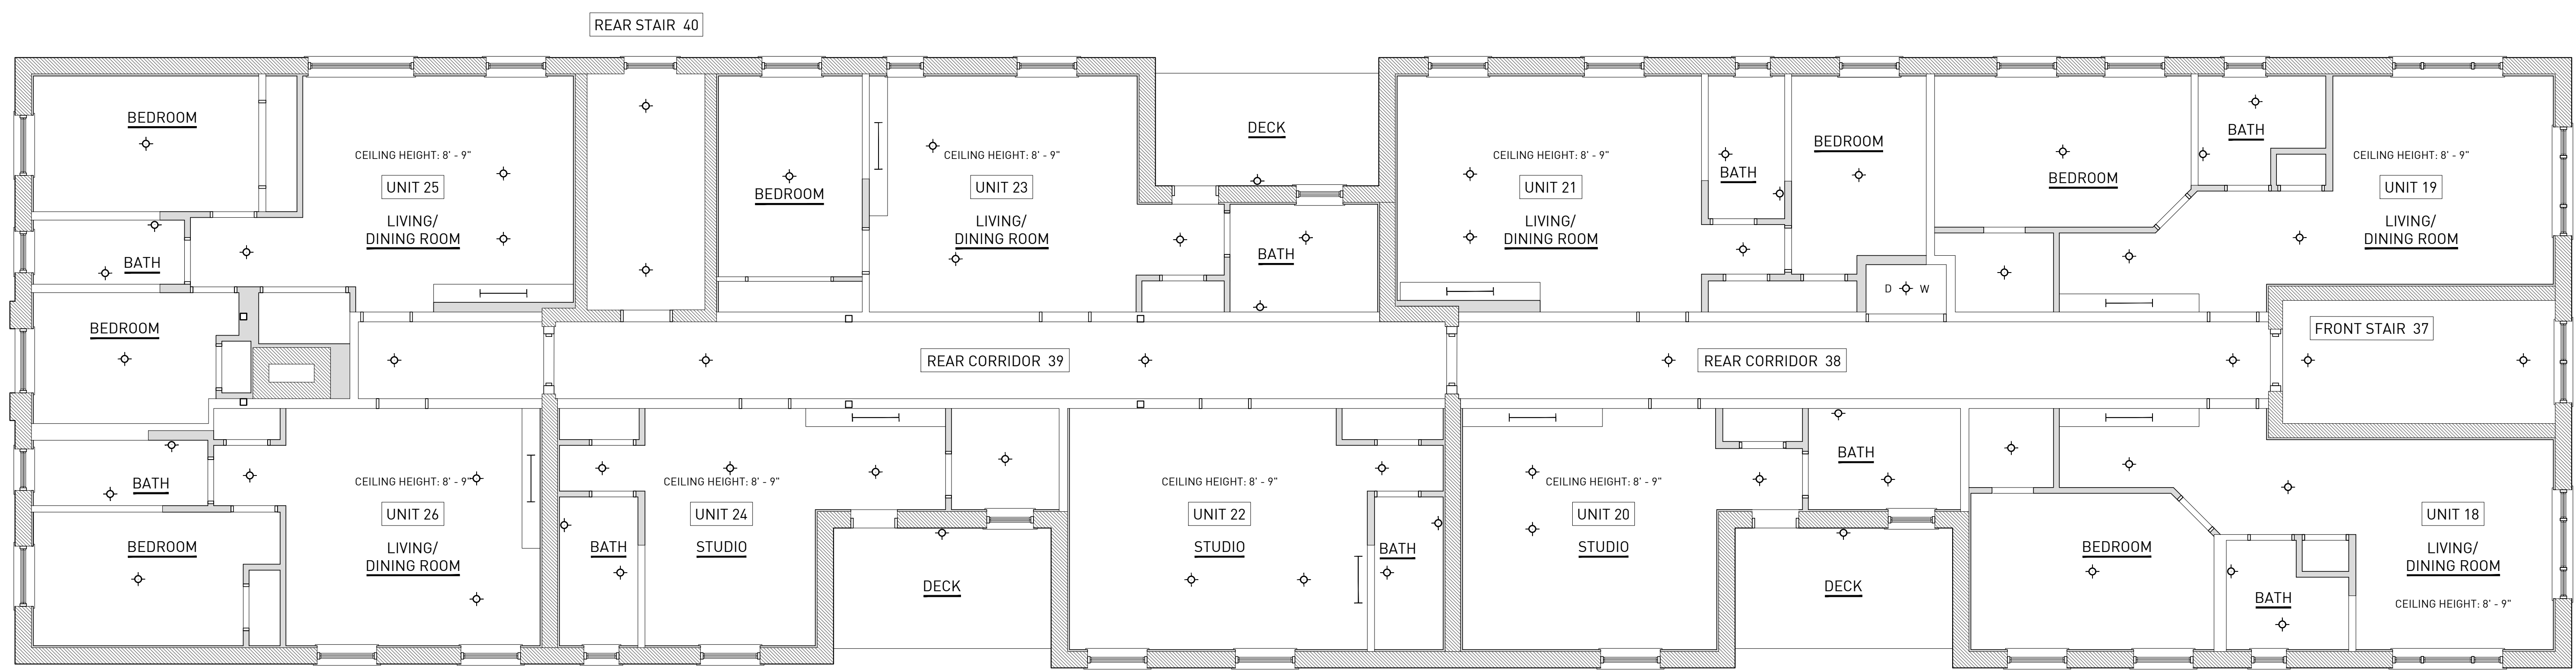 REAR STAIR 40
BEDROOM
CEILING HEIGHT: 8' - 9"
UNIT 25
LIVING/
DINING ROOM
BATH
BEDROOM
BEDROOM
CEILING HEIGHT: 8' - 9"
UNIT 23
LIVING/
DINING ROOM
DECK
BATH
CEILING HEIGHT: 8' - 9"
UNIT 21
LIVING/
DINING ROOM
BATH
BEDROOM
D W
BEDROOM
BATH
CEILING HEIGHT: 8' - 9"
UNIT 19
LIVING/
DINING ROOM
FRONT STAIR 37
REAR CORRIDOR 39
REAR CORRIDOR 38
BATH
BEDROOM
CEILING HEIGHT: 8' - 9"
UNIT 26
LIVING/
DINING ROOM
BATH
CEILING HEIGHT: 8' - 9"
UNIT 24
STUDIO
DECK
CEILING HEIGHT: 8' - 9"
UNIT 22
STUDIO
BATH
CEILING HEIGHT: 8' - 9"
UNIT 20
STUDIO
BATH
DECK
BEDROOM
BATH
UNIT 18
LIVING/
DINING ROOM
CEILING HEIGHT: 8' - 9"